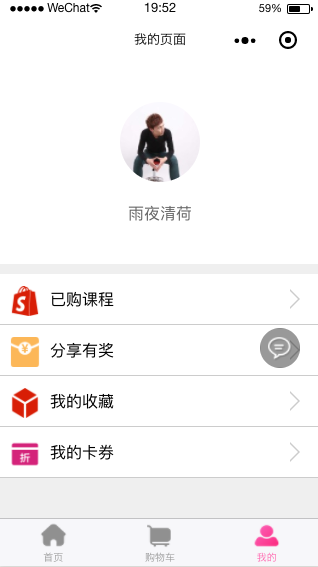 WeChat 19:52 59%
我的页面
雨夜清荷
已购课程
分享有奖
我的收藏
折 我的卡券
首页 购物车 我的